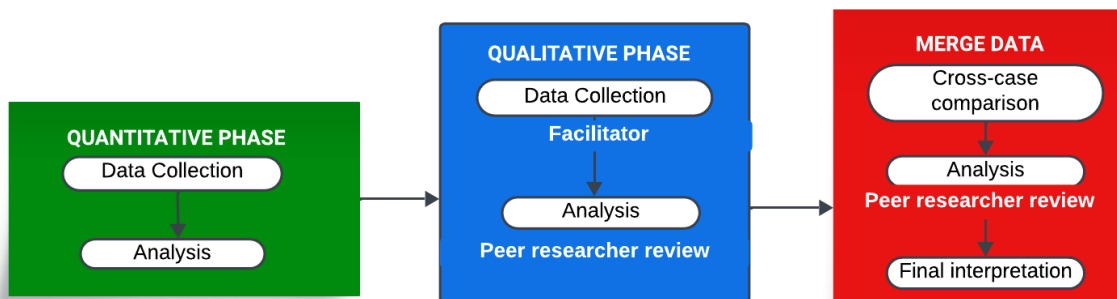 QUANTITATIVE PHASE
Data Collection
Analysis
QUALITATIVE PHASE
Data Collection
Facilitator
Analysis
Peer researcher review
MERGE DATA
Cross-case
comparison
Analysis
Peer researcher review
Final interpretation